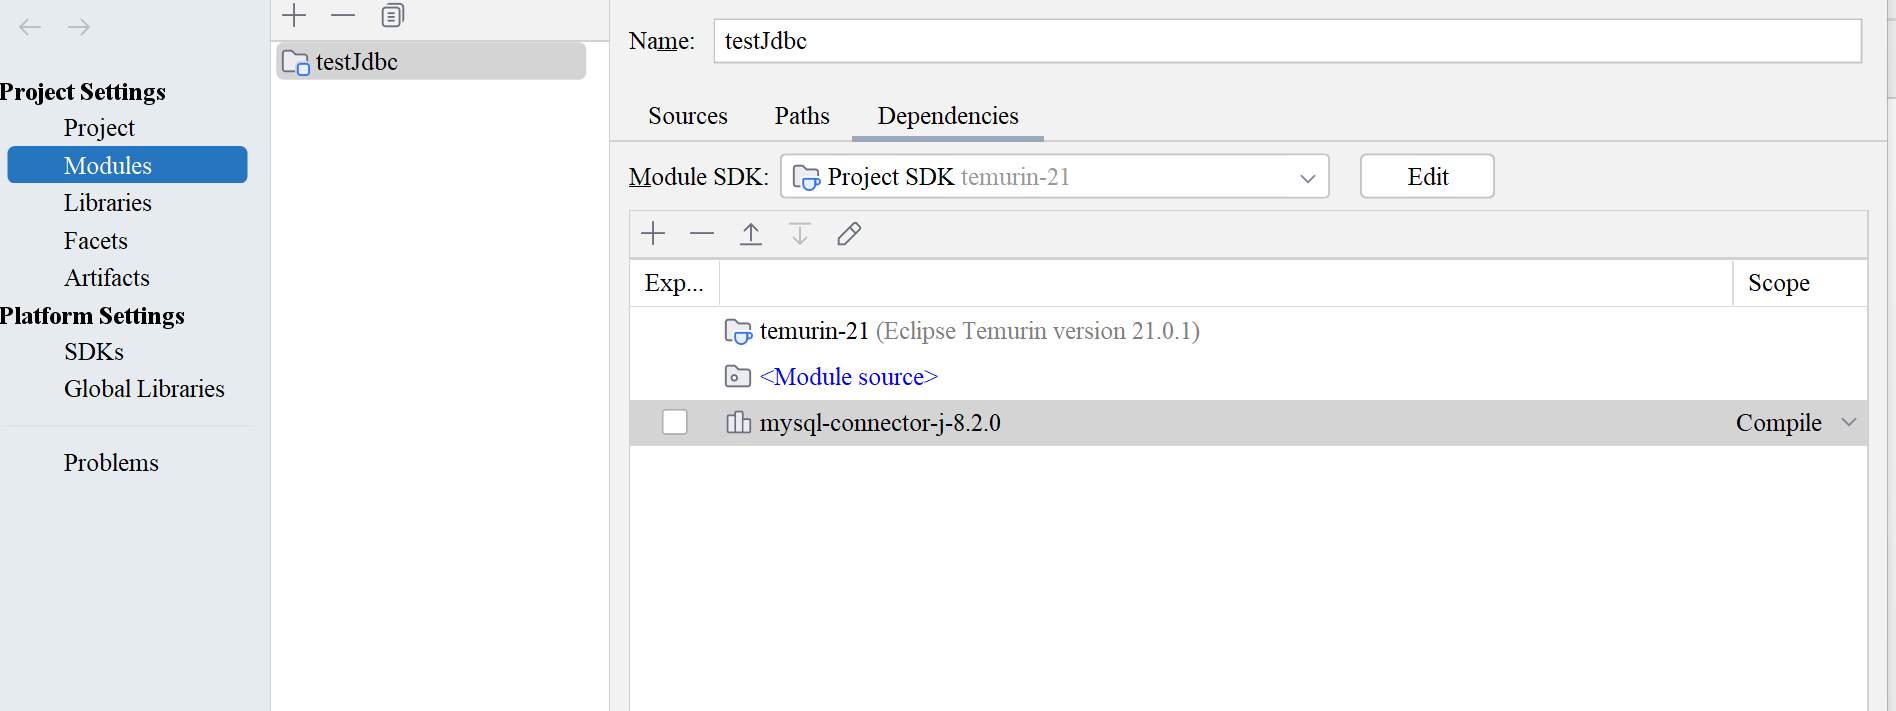 Project Settings
Project
Modules
Libraries
Facets
Artifacts
Platform Settings
SDKs
Global Libraries
Problems
testJdbc
Name: testJdbc
Sources Paths Dependencies
Module SDK: Project SDK temurin-21 Edit
Exp... Scope
temurin-21 (Eclipse Temurin version 21.0.1)
<Module source>
mysql-connector-j-8.2.0 Compile